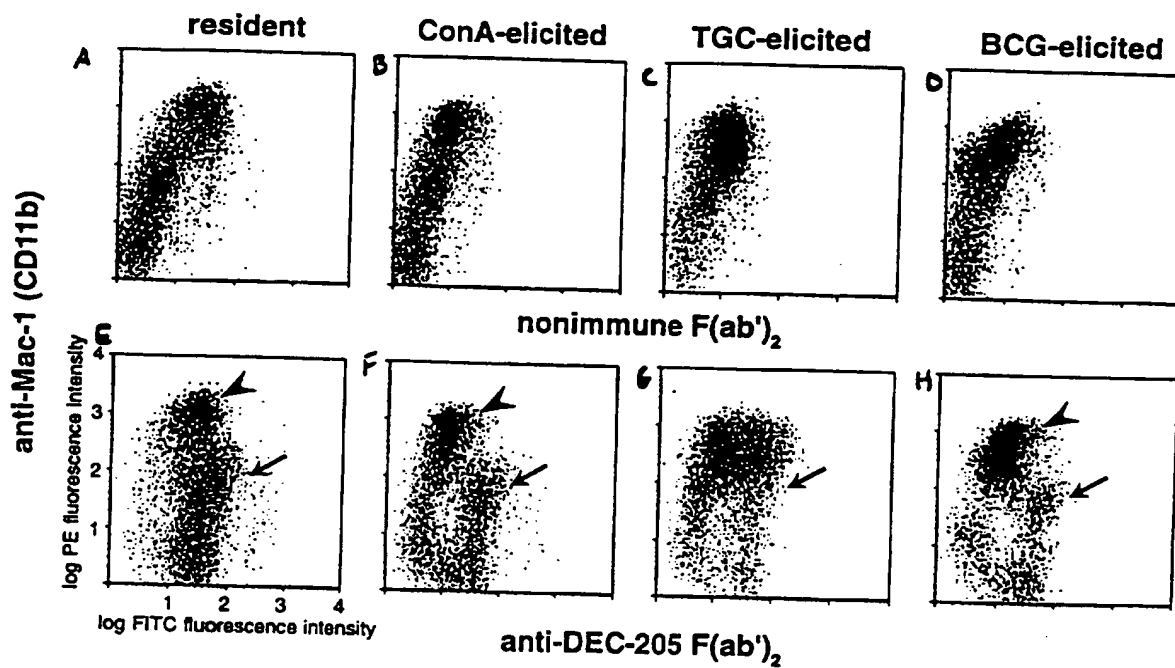 resident
ConA-elicited
TGC-elicited
BCG-elicited
A
B
C
D
anti-Mac-1 (CD11b)
nonimmune F(ab')2
E
F
G
H
log PE fluorescence intensity
4
3
2
1
1 2 3 4
log FITC fluorescence intensity
anti-DEC-205 F(ab')2